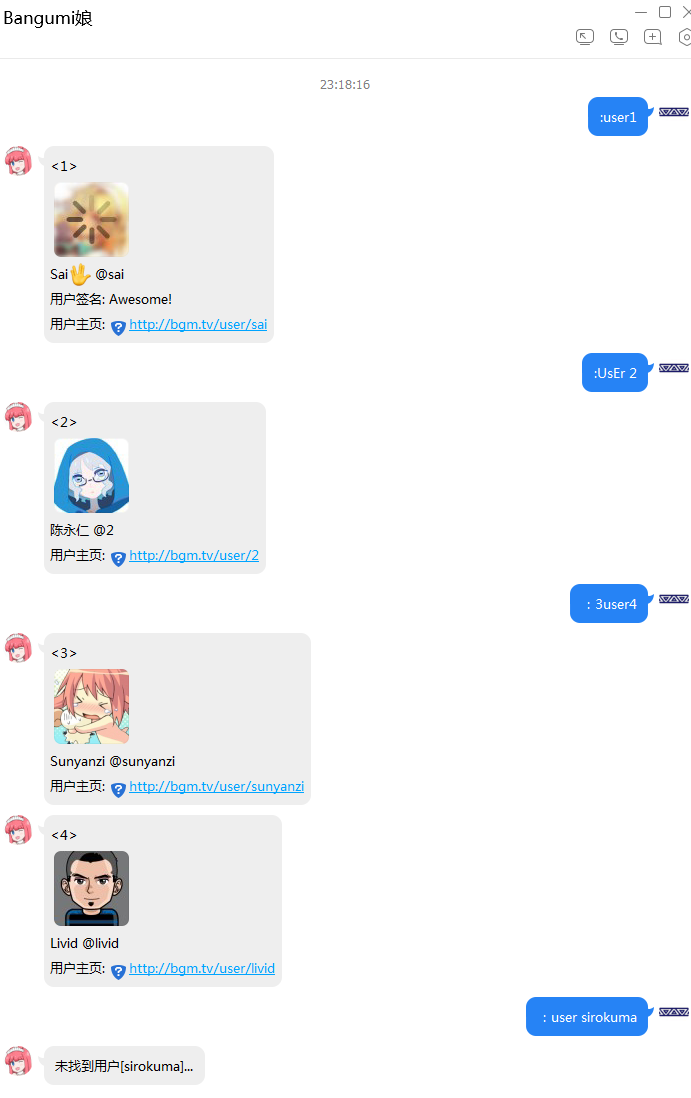 Bangumi娘
23:18:16
:user1
<1>
Sai🖖 @sai
用户签名: Awesome!
用户主页: http://bgm.tv/user/sai
:UsEr 2
<2>
陈永仁 @2
用户主页: http://bgm.tv/user/2
：3user4
<3>
Sunyanzi @sunyanzi
用户主页: http://bgm.tv/user/sunyanzi
<4>
Livid @livid
用户主页: http://bgm.tv/user/livid
：user sirokuma
未找到用户[sirokuma]...